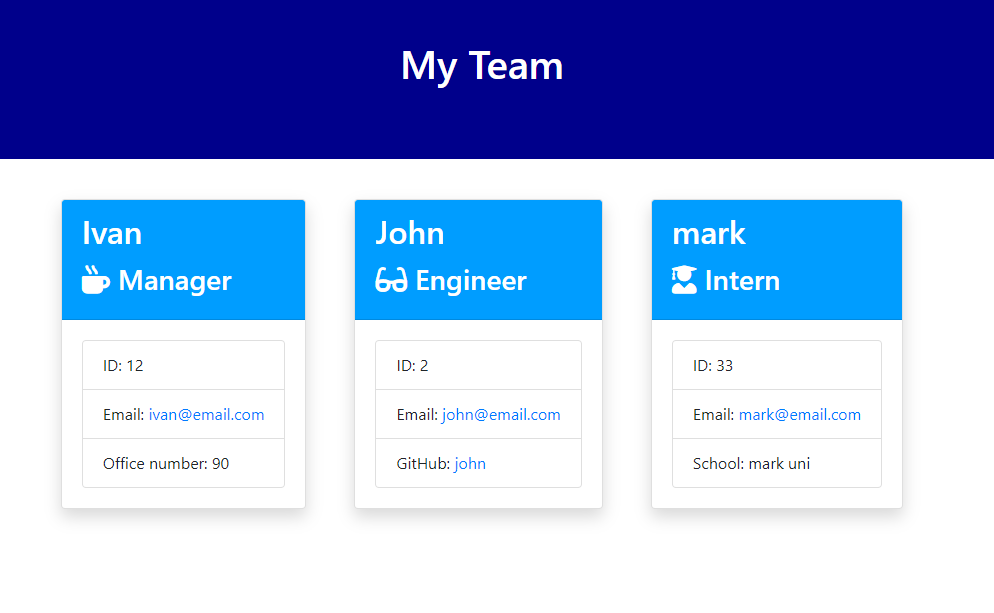 My Team
Ivan
Manager
ID: 12
Email: ivan@email.com
Office number: 90
John
Engineer
ID: 2
Email: john@email.com
GitHub: john
mark
Intern
ID: 33
Email: mark@email.com
School: mark uni